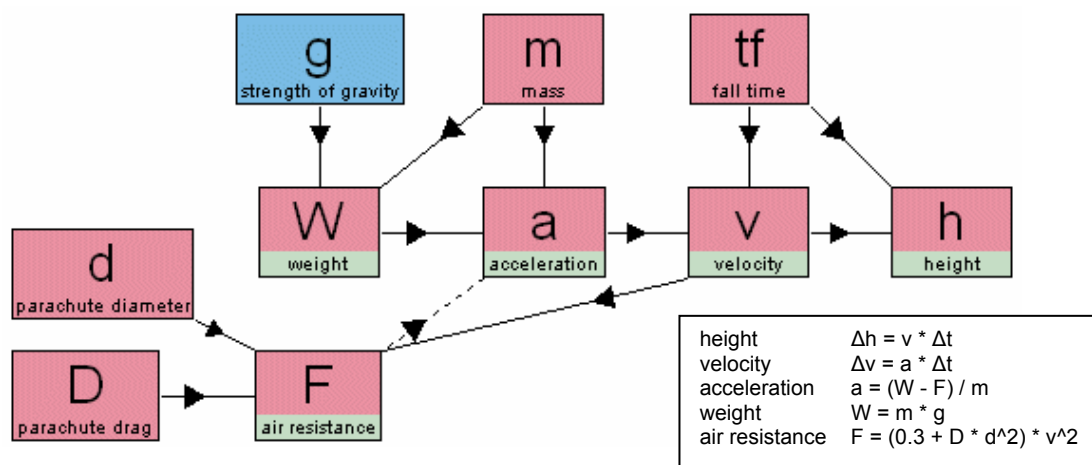 g
strength of gravity
m
mass
tf
fall time
W
weight
a
acceleration
v
velocity
h
height
d
parachute diameter
D
parachute drag
F
air resistance
height Δh = v * Δt
velocity Δv = a * Δt
acceleration a = (W - F) / m
weight W = m * g
air resistance F = (0.3 + D * d^2) * v^2